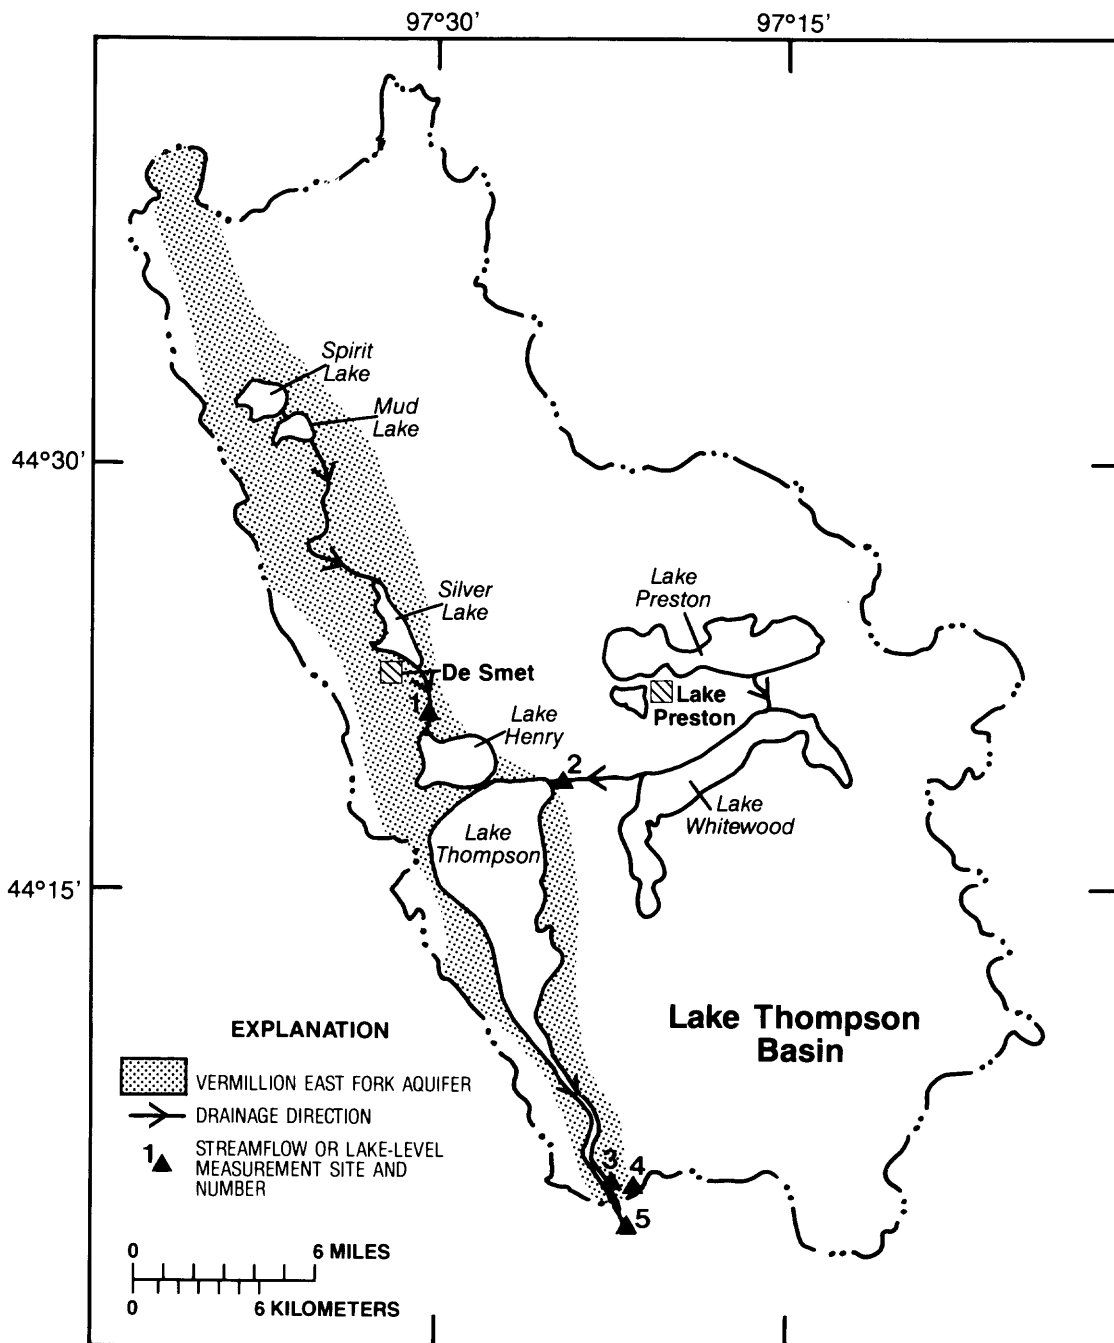 97°30'
97°15'
Spirit
Lake
Mud
Lake
44°30'
Lake
Preston
Silver
Lake
De Smet
Lake
Preston
1
Lake
Henry
2
Lake
Whitewood
Lake
Thompson
44°15'
Lake Thompson
Basin
EXPLANATION
VERMILLION EAST FORK AQUIFER
DRAINAGE DIRECTION
1 STREAMFLOW OR LAKE-LEVEL
MEASUREMENT SITE AND
NUMBER
3
4
5
0 6 MILES
0 6 KILOMETERS